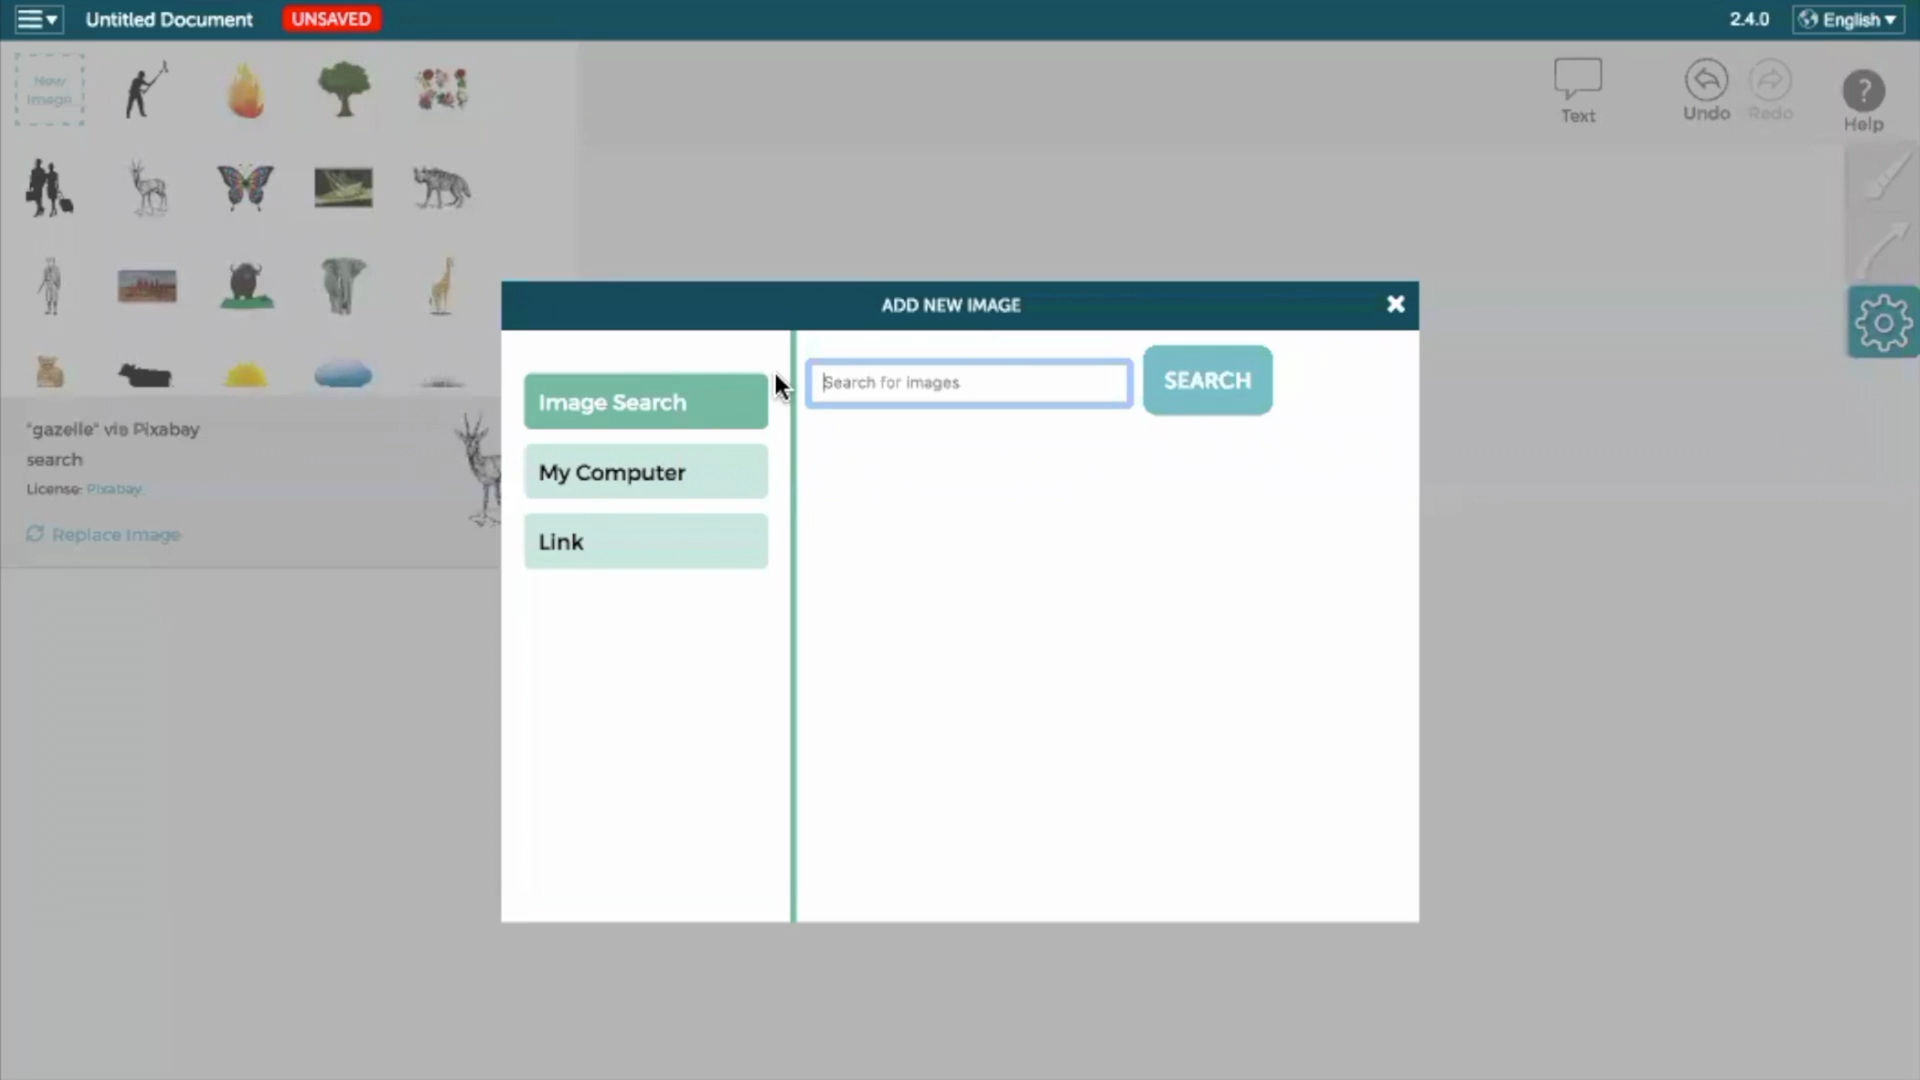 Untitled Document UNSAVED 2.4.0 English
New
Image
Text Undo Redo Help
ADD NEW IMAGE
Image Search
Search for images SEARCH
My Computer
Link
"gazelle" via Pixabay
search
License: Pixabay
Replace Image